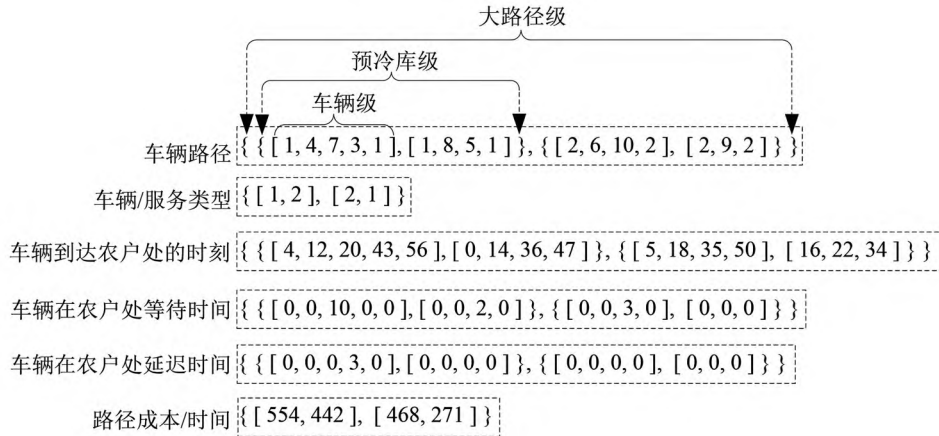 大路径级
预冷库级
车辆级
车辆路径 { { [ 1, 4, 7, 3, 1 ], [ 1, 8, 5, 1 ] }, { [ 2, 6, 10, 2 ], [ 2, 9, 2 ] } }
车辆/服务类型 { [ 1, 2 ], [ 2, 1 ] }
车辆到达农户处的时刻 { { [ 4, 12, 20, 43, 56 ], [ 0, 14, 36, 47 ] }, { [ 5, 18, 35, 50 ], [ 16, 22, 34 ] } }
车辆在农户处等待时间 { { [ 0, 0, 10, 0, 0 ], [ 0, 0, 2, 0 ] }, { [ 0, 0, 3, 0 ], [ 0, 0, 0 ] } }
车辆在农户处延迟时间 { { [ 0, 0, 0, 3, 0 ], [ 0, 0, 0, 0 ] }, { [ 0, 0, 0, 0 ], [ 0, 0, 0 ] } }
路径成本/时间 { [ 554, 442 ], [ 468, 271 ] }